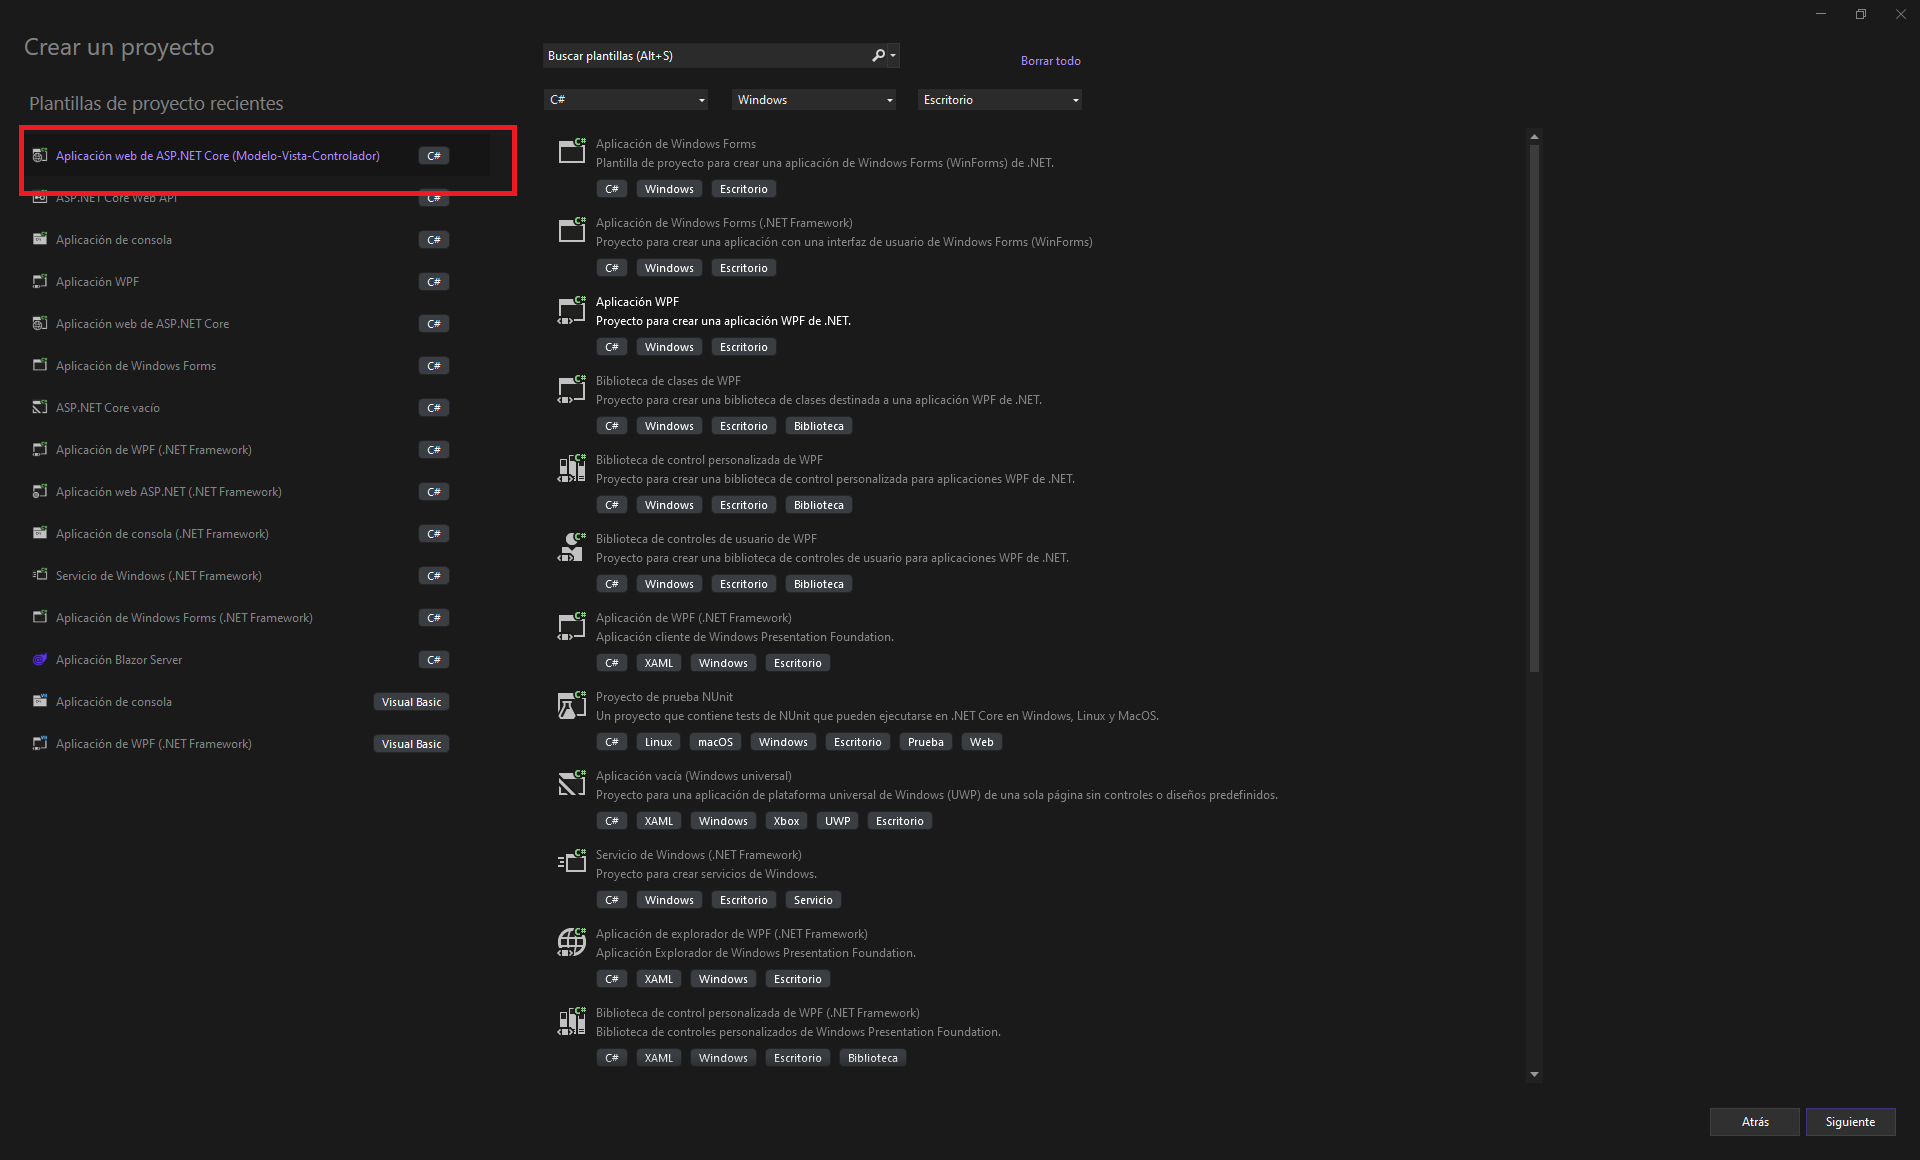 Crear un proyecto
Plantillas de proyecto recientes
Aplicación web de ASP.NET Core (Modelo-Vista-Controlador) C#
ASP.NET Core Web API C#
Aplicación de consola C#
Aplicación WPF C#
Aplicación web de ASP.NET Core C#
Aplicación de Windows Forms C#
ASP.NET Core vacío C#
Aplicación de WPF (.NET Framework) C#
Aplicación web ASP.NET (.NET Framework) C#
Aplicación de consola (.NET Framework) C#
Servicio de Windows (.NET Framework) C#
Aplicación de Windows Forms (.NET Framework) C#
Aplicación Blazor Server C#
Aplicación de consola Visual Basic
Aplicación de WPF (.NET Framework) Visual Basic
Buscar plantillas (Alt+S)
Borrar todo
C# Windows Escritorio
Aplicación de Windows Forms
Plantilla de proyecto para crear una aplicación de Windows Forms (WinForms) de .NET.
C# Windows Escritorio
Aplicación de Windows Forms (.NET Framework)
Proyecto para crear una aplicación con una interfaz de usuario de Windows Forms (WinForms)
C# Windows Escritorio
Aplicación WPF
Proyecto para crear una aplicación WPF de .NET.
C# Windows Escritorio
Biblioteca de clases de WPF
Proyecto para crear una biblioteca de clases destinada a una aplicación WPF de .NET.
C# Windows Escritorio Biblioteca
Biblioteca de control personalizada de WPF
Proyecto para crear una biblioteca de control personalizada para aplicaciones WPF de .NET.
C# Windows Escritorio Biblioteca
Biblioteca de controles de usuario de WPF
Proyecto para crear una biblioteca de controles de usuario para aplicaciones WPF de .NET.
C# Windows Escritorio Biblioteca
Aplicación de WPF (.NET Framework)
Aplicación cliente de Windows Presentation Foundation.
C# XAML Windows Escritorio
Proyecto de prueba NUnit
Un proyecto que contiene tests de NUnit que pueden ejecutarse en .NET Core en Windows, Linux y MacOS.
C# Linux macOS Windows Escritorio Prueba Web
Aplicación vacía (Windows universal)
Proyecto para una aplicación de plataforma universal de Windows (UWP) de una sola página sin controles o diseños predefinidos.
C# XAML Windows Xbox UWP Escritorio
Servicio de Windows (.NET Framework)
Proyecto para crear servicios de Windows.
C# Windows Escritorio Servicio
Aplicación de explorador de WPF (.NET Framework)
Aplicación Explorador de Windows Presentation Foundation.
C# XAML Windows Escritorio
Biblioteca de control personalizada de WPF (.NET Framework)
Biblioteca de controles personalizados de Windows Presentation Foundation.
C# XAML Windows Escritorio Biblioteca
Atrás Siguiente